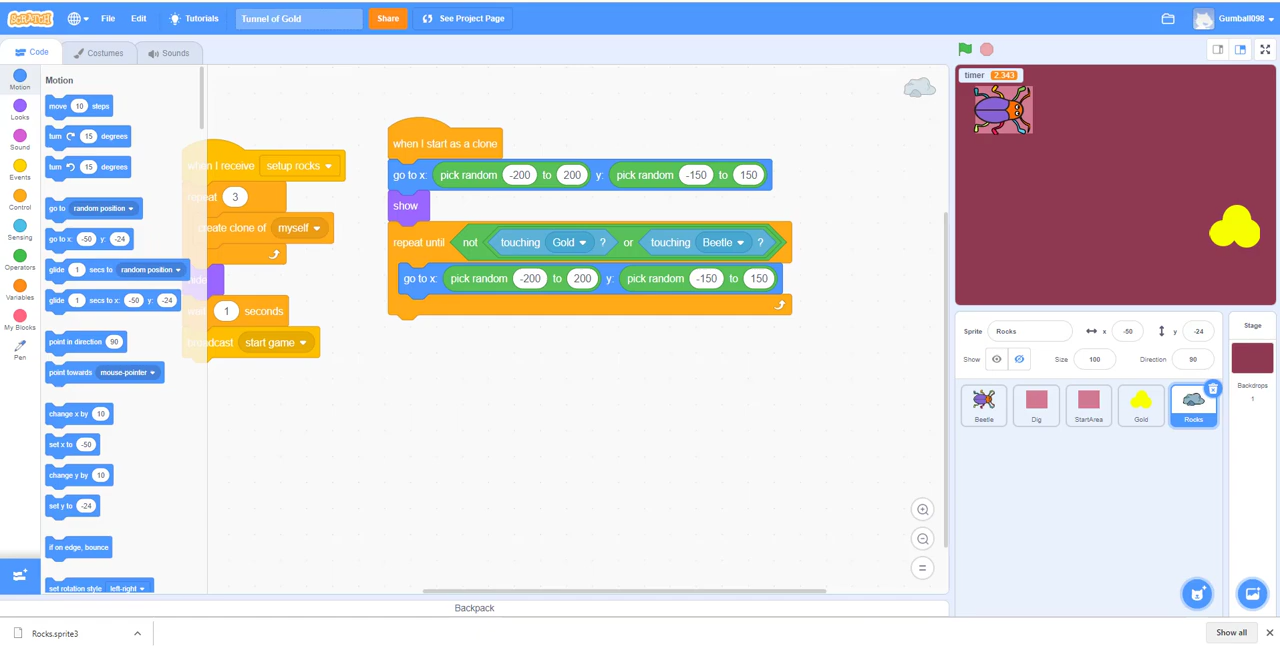 SCRATCH File Edit Tutorials Tunnel of Gold Share See Project Page Gumball098
Code Costumes Sounds
Motion
Looks
Sound
Events
Control
Sensing
Operators
Variables
My Blocks
Pen
Motion
move 10 steps
turn 15 degrees
turn 15 degrees
go to random position
go to x: -50 y: -24
glide 1 secs to random position
glide 1 secs to x: -50 y: -24
point in direction 90
point towards mouse-pointer
change x by 10
set x to -50
change y by 10
set y to -24
if on edge, bounce
set rotation style left-right
when I receive setup rocks
repeat 3
create clone of myself
wait 1 seconds
broadcast start game
when I start as a clone
go to x: pick random -200 to 200 y: pick random -150 to 150
show
repeat until not touching Gold ? or touching Beetle ?
go to x: pick random -200 to 200 y: pick random -150 to 150
timer 2.343
Sprite Rocks x -50 y -24
Show Size 100 Direction 90
Beetle Dig StartArea Gold Rocks
Stage
Backdrops
1
Backpack
Rocks.sprite3 Show all